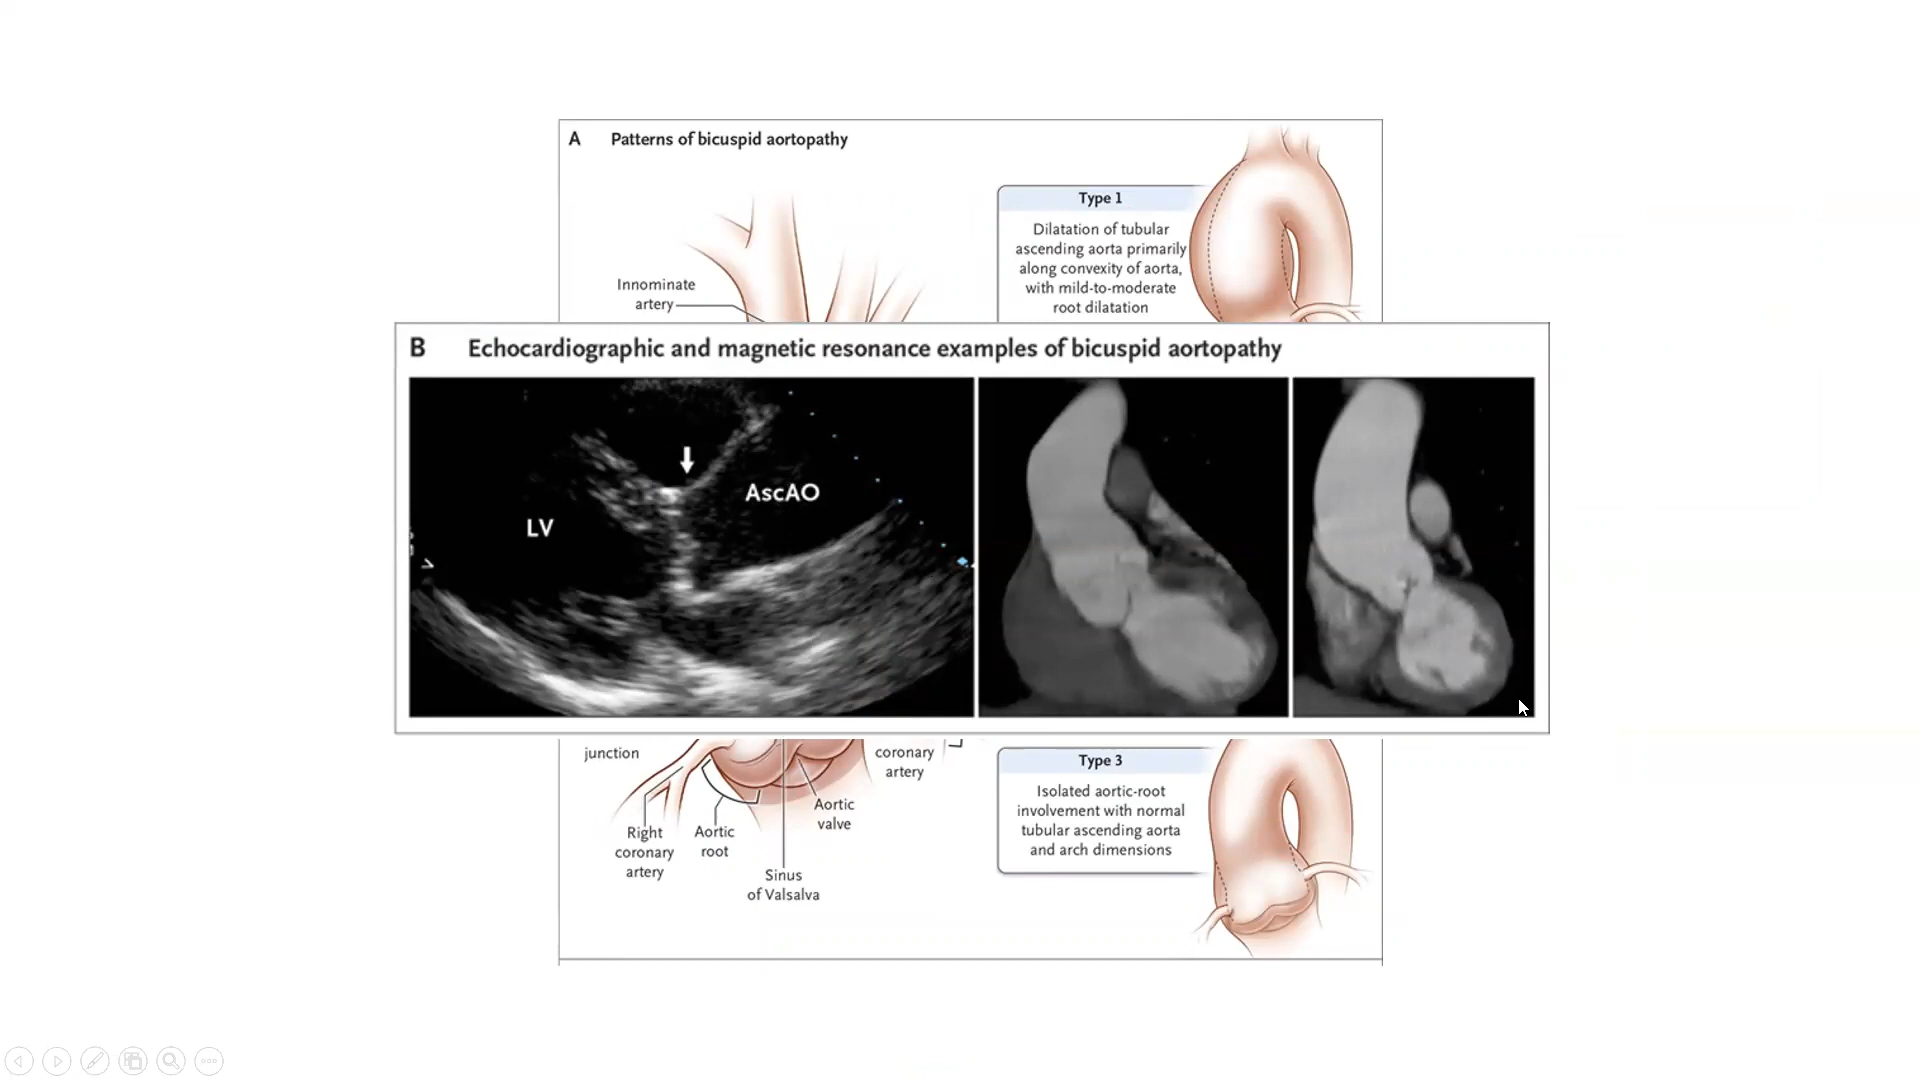 A Patterns of bicuspid aortopathy
Type 1
Dilatation of tubular
ascending aorta primarily
along convexity of aorta,
with mild-to-moderate
root dilatation
Innominate
artery
B Echocardiographic and magnetic resonance examples of bicuspid aortopathy
LV
AscAO
junction
coronary
artery
Aortic
valve
Right
coronary
artery
Aortic
root
Sinus
of Valsalva
Type 3
Isolated aortic-root
involvement with normal
tubular ascending aorta
and arch dimensions